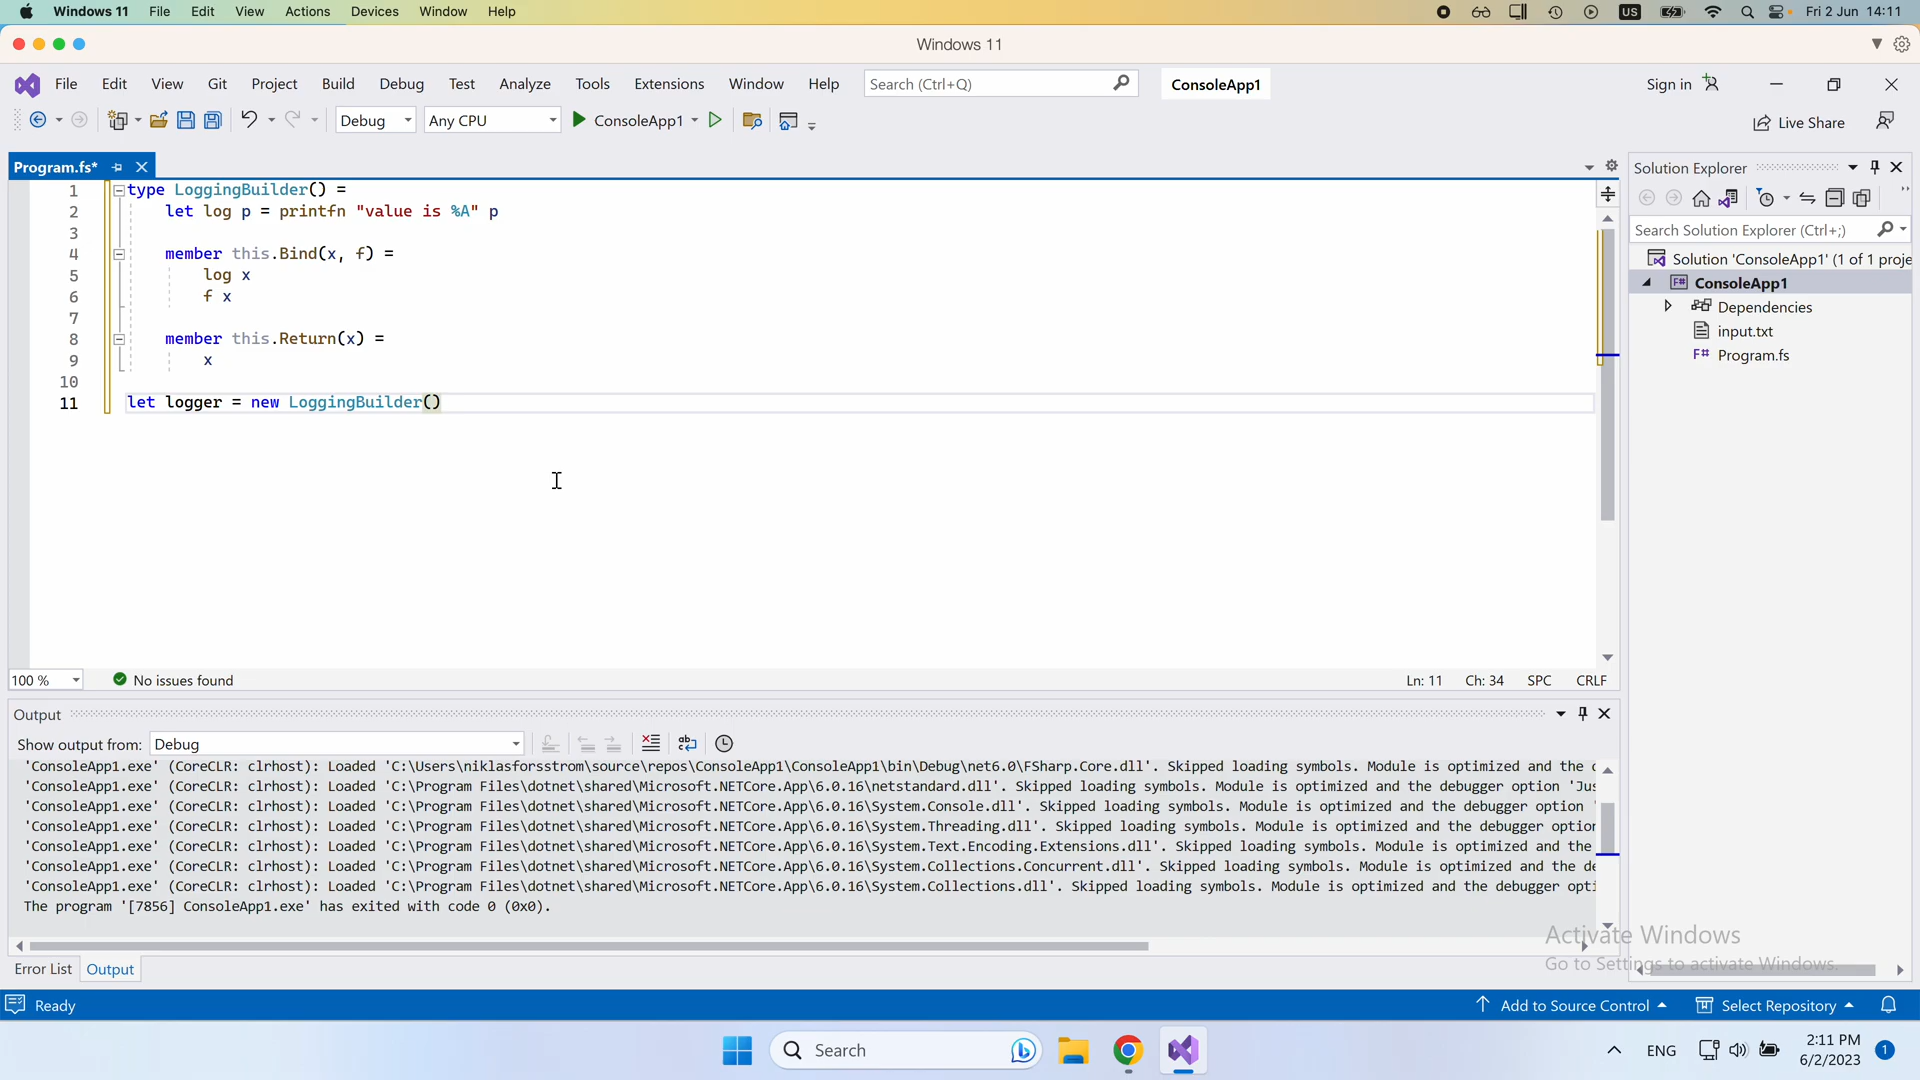 Windows 11 File Edit View Actions Devices Window Help US Fri 2 Jun 14:11
Windows 11
File Edit View Git Project Build Debug Test Analyze Tools Extensions Window Help Search (Ctrl+Q) ConsoleApp1 Sign in
Debug Any CPU ConsoleApp1 Live Share
Program.fs*
1 type LoggingBuilder() =
2 let log p = printfn "value is %A" p
3
4 member this.Bind(x, f) =
5 log x
6 f x
7
8 member this.Return(x) =
9 x
10
11 let logger = new LoggingBuilder()
100 % No issues found Ln: 11 Ch: 34 SPC CRLF
Solution Explorer
Search Solution Explorer (Ctrl+;)
Solution 'ConsoleApp1' (1 of 1 proje
F# ConsoleApp1
Dependencies
input.txt
F# Program.fs
Output
Show output from: Debug
'ConsoleApp1.exe' (CoreCLR: clrhost): Loaded 'C:\Users\niklasforsstrom\source\repos\ConsoleApp1\ConsoleApp1\bin\Debug\net6.0\FSharp.Core.dll'. Skipped loading symbols. Module is optimized and the
'ConsoleApp1.exe' (CoreCLR: clrhost): Loaded 'C:\Program Files\dotnet\shared\Microsoft.NETCore.App\6.0.16\netstandard.dll'. Skipped loading symbols. Module is optimized and the debugger option 'Jus
'ConsoleApp1.exe' (CoreCLR: clrhost): Loaded 'C:\Program Files\dotnet\shared\Microsoft.NETCore.App\6.0.16\System.Console.dll'. Skipped loading symbols. Module is optimized and the debugger option '
'ConsoleApp1.exe' (CoreCLR: clrhost): Loaded 'C:\Program Files\dotnet\shared\Microsoft.NETCore.App\6.0.16\System.Threading.dll'. Skipped loading symbols. Module is optimized and the debugger option
'ConsoleApp1.exe' (CoreCLR: clrhost): Loaded 'C:\Program Files\dotnet\shared\Microsoft.NETCore.App\6.0.16\System.Text.Encoding.Extensions.dll'. Skipped loading symbols. Module is optimized and the
'ConsoleApp1.exe' (CoreCLR: clrhost): Loaded 'C:\Program Files\dotnet\shared\Microsoft.NETCore.App\6.0.16\System.Collections.Concurrent.dll'. Skipped loading symbols. Module is optimized and the de
'ConsoleApp1.exe' (CoreCLR: clrhost): Loaded 'C:\Program Files\dotnet\shared\Microsoft.NETCore.App\6.0.16\System.Collections.dll'. Skipped loading symbols. Module is optimized and the debugger opti
The program '[7856] ConsoleApp1.exe' has exited with code 0 (0x0).
Activate Windows
Go to Settings to activate Windows.
Error List Output
Ready Add to Source Control Select Repository
Search ENG 2:11 PM
6/2/2023 1